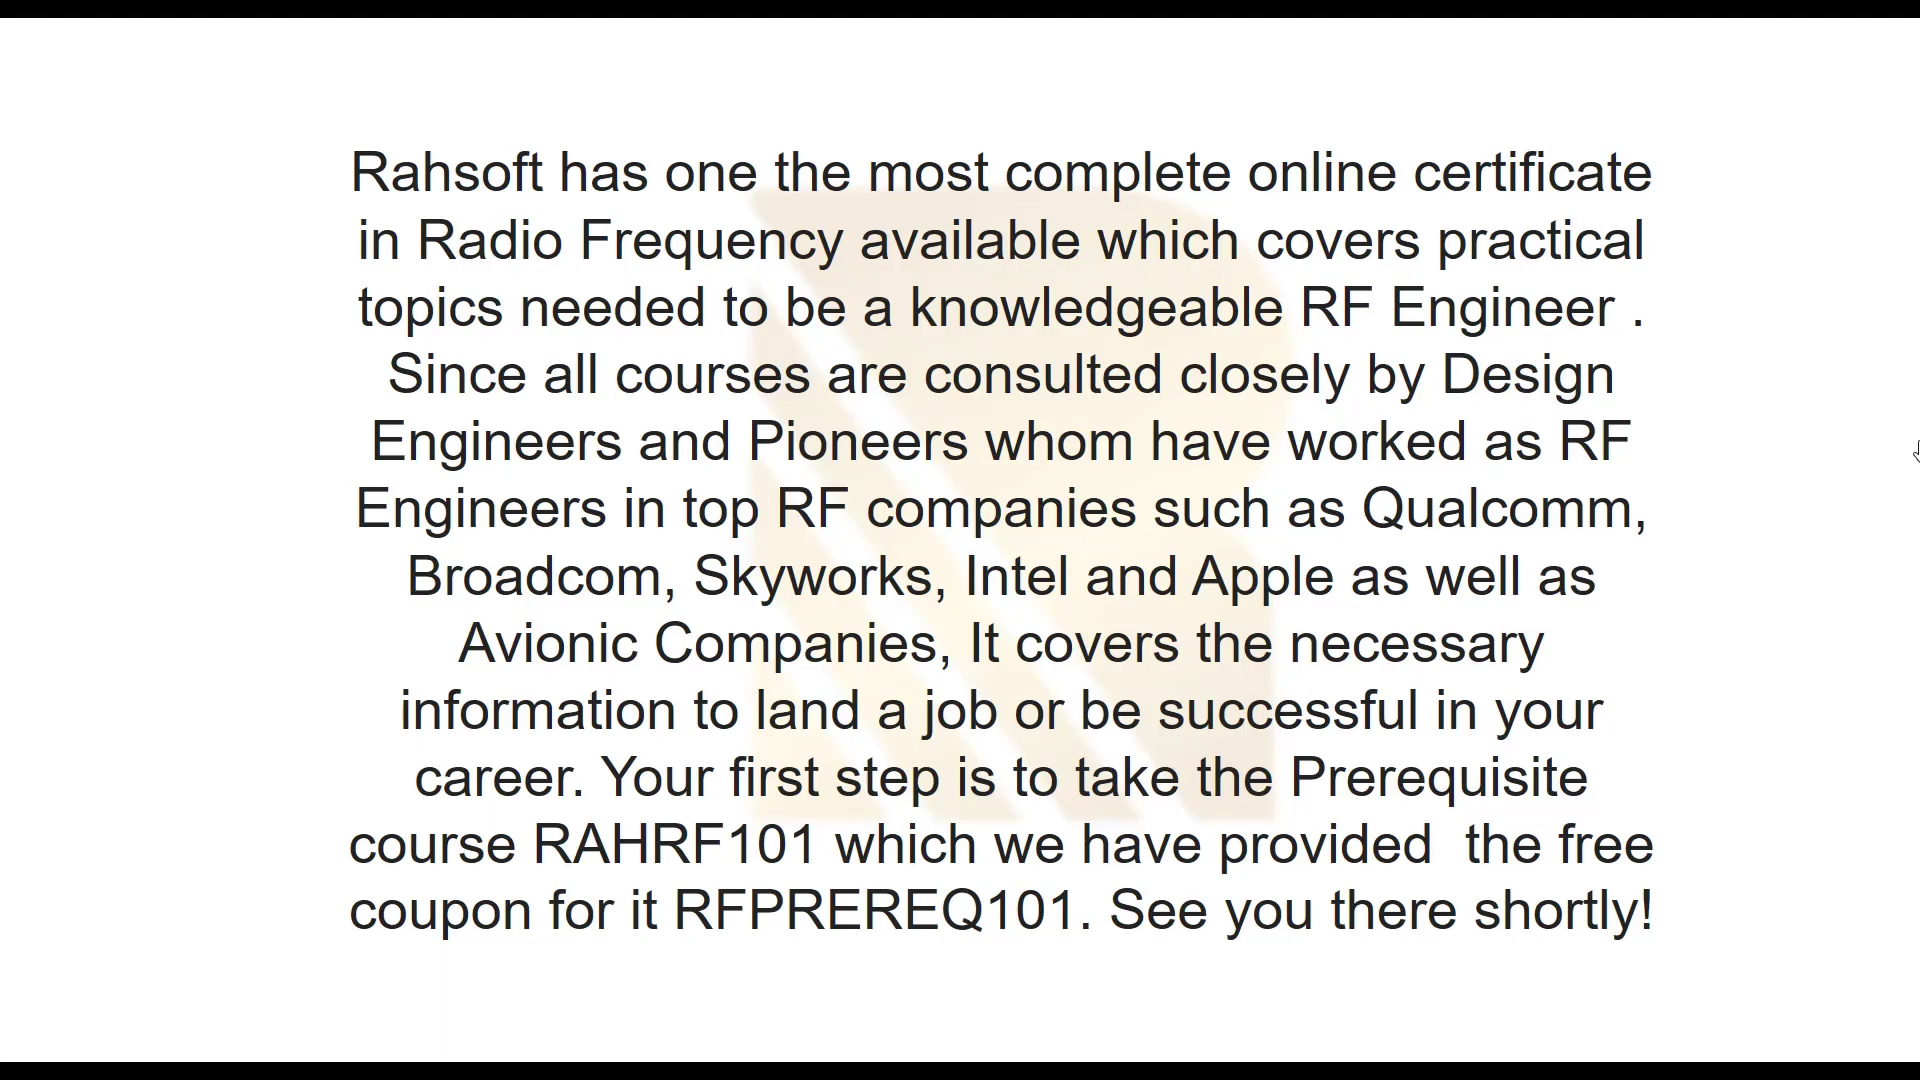 Rahsoft has one the most complete online certificate
in Radio Frequency available which covers practical
topics needed to be a knowledgeable RF Engineer .
Since all courses are consulted closely by Design
Engineers and Pioneers whom have worked as RF
Engineers in top RF companies such as Qualcomm,
Broadcom, Skyworks, Intel and Apple as well as
Avionic Companies, It covers the necessary
information to land a job or be successful in your
career. Your first step is to take the Prerequisite
course RAHRF101 which we have provided  the free
coupon for it RFPREREQ101. See you there shortly!